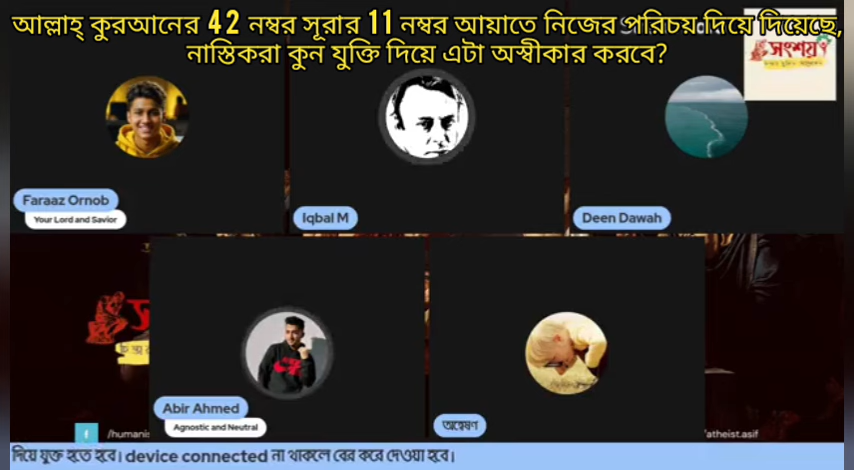 আল্লাহ্ কুরআনের 42 নম্বর সূরার 11 নম্বর আয়াতে নিজের পরিচয় দিয়ে দিয়েছে,
নাস্তিকরা কুন যুক্তি দিয়ে এটা অস্বীকার করবে?
সংশয়
Faraaz Ornob
Your Lord and Savior
Iqbal M
Deen Dawah
Abir Ahmed
Agnostic and Neutral
অন্বেষণ
/humanis
/atheist.asif
দিয়ে যুক্ত হতে হবে। device connected না থাকলে বের করে দেওয়া হবে।